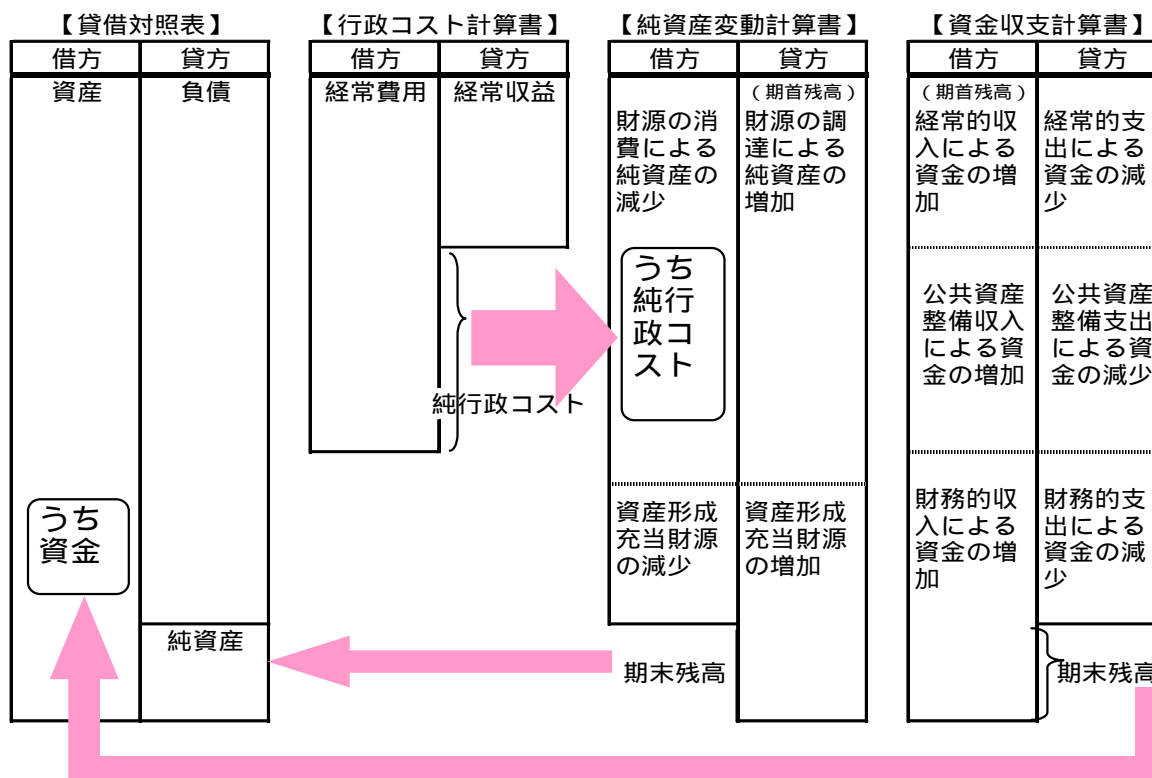 【貸借対照表】
借方
貸方
資産
負債
うち
資金
純資産
【行政コスト計算書】
借方
貸方
経常費用
経常収益
純行政コスト
【純資産変動計算書】
借方
貸方
(期首残高)
財源の消
費による
純資産の
減少
財源の調
達による
純資産の
増加
うち
純行
政コ
スト
資産形成
充当財源
の減少
資産形成
充当財源
の増加
期末残高
【資金収支計算書】
借方
貸方
(期首残高)
経常的収
入による
資金の増
加
経常的支
出による
資金の減
少
公共資産
整備収入
による資
金の増加
公共資産
整備支出
による資
金の減少
財務的収
入による
資金の増
加
財務的支
出による
資金の減
少
期末残高